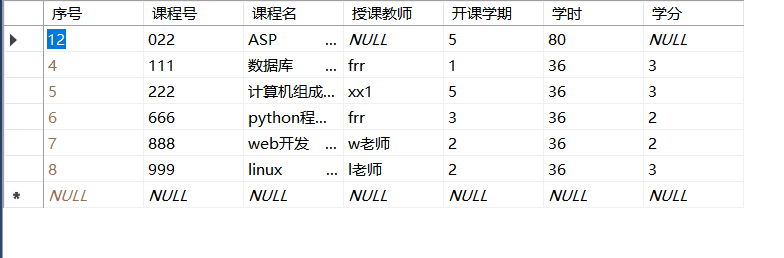 序号 课程号 课程名 授课教师 开课学期 学时 学分
12 022 ASP ... NULL 5 80 NULL
4 111 数据库 ... frr 1 36 3
5 222 计算机组成... xx1 5 36 3
6 666 python程... frr 3 36 2
7 888 web开发 ... w老师 2 36 2
8 999 linux ... l老师 2 36 3
* NULL NULL NULL NULL NULL NULL NULL